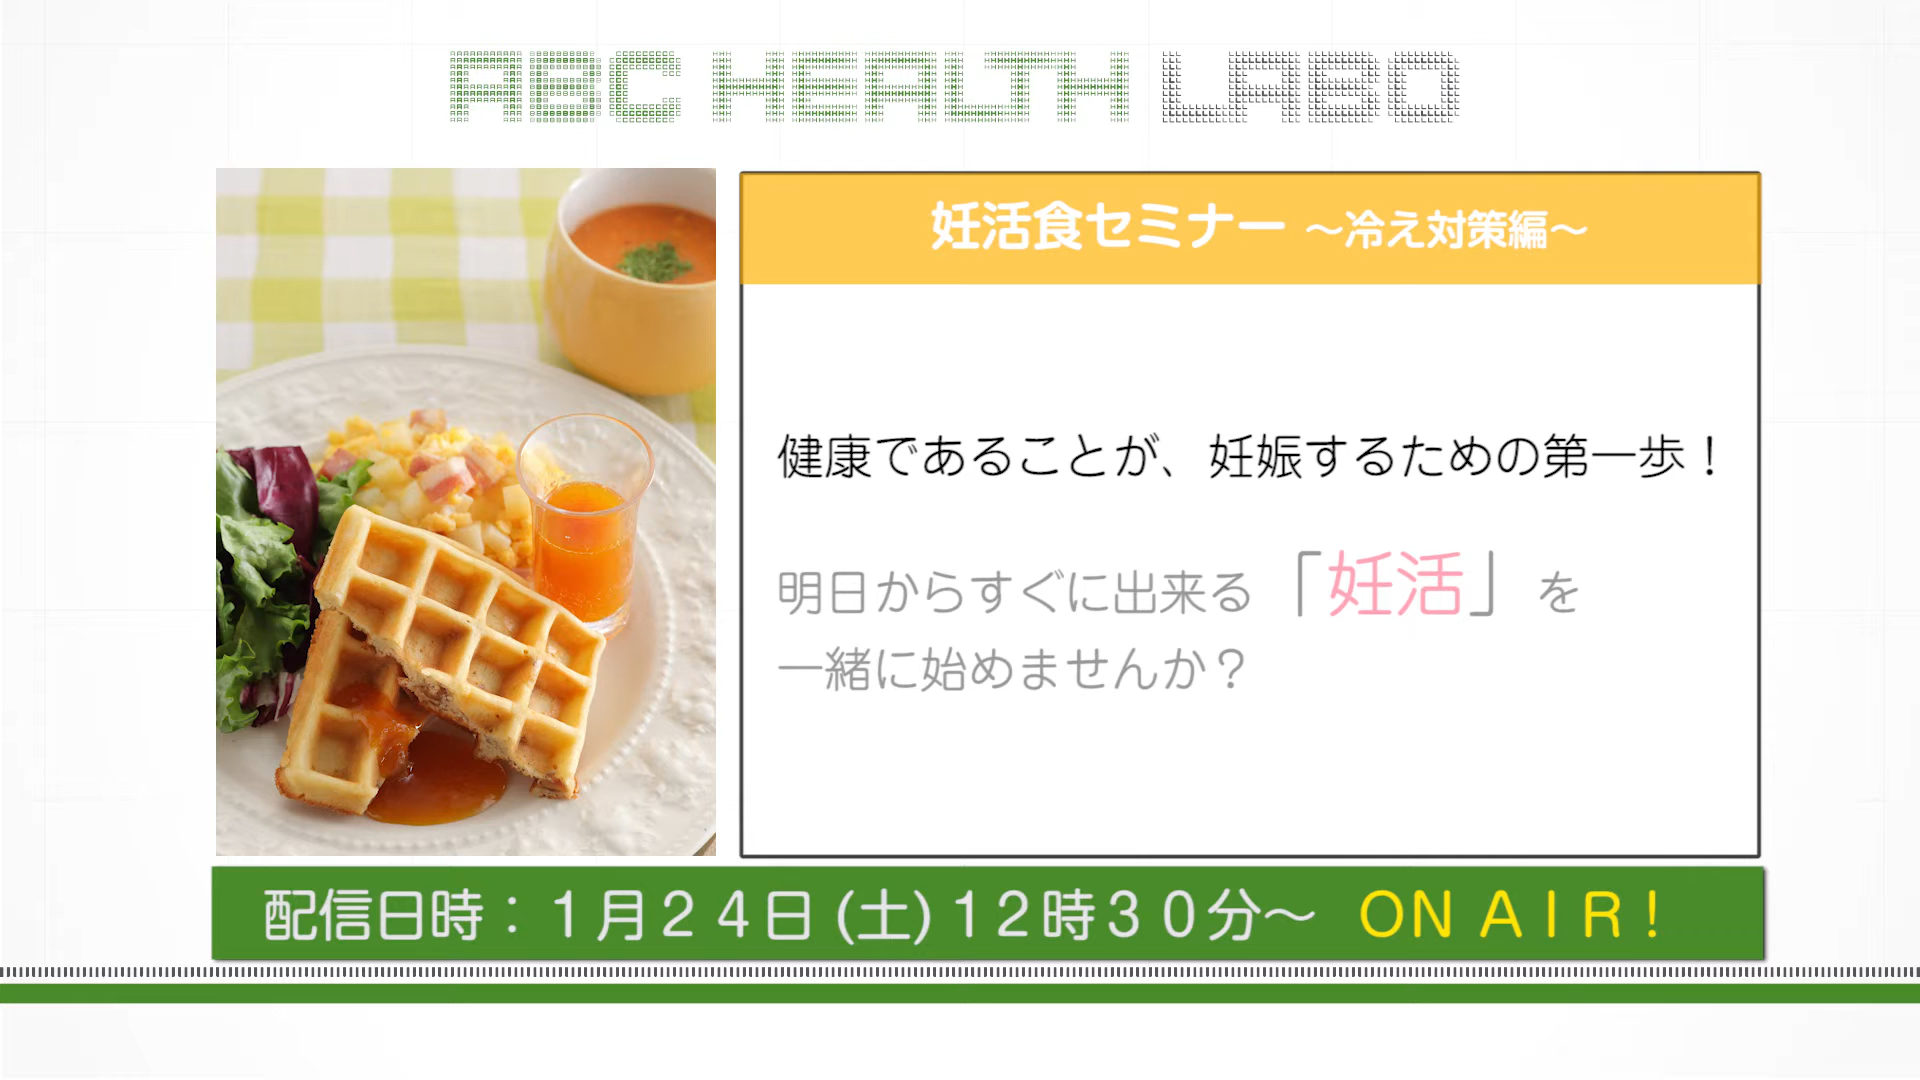 ABC HEALTH LABO
妊活食セミナー ～冷え対策編～
健康であることが、妊娠するための第一歩！
明日からすぐに出来る「妊活」を
一緒に始めませんか？
配信日時：１月２４日(土)１２時３０分～ ON AIR！